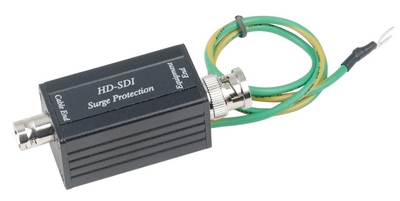 HD-SDI
Surge Protection
Cable End
Equipment
End